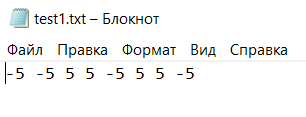 test1.txt – Блокнот
Файл Правка Формат Вид Справка
-5 -5 5 5 -5 5 5 -5